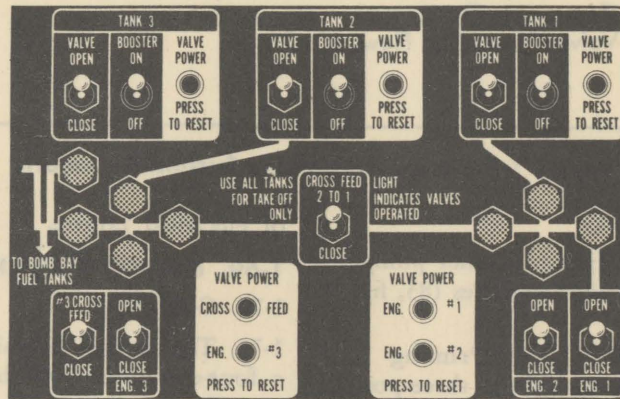 TANK 3
VALVE OPEN
CLOSE
BOOSTER ON
OFF
VALVE POWER
PRESS TO RESET
TANK 2
VALVE OPEN
CLOSE
BOOSTER ON
OFF
VALVE POWER
PRESS TO RESET
TANK 1
VALVE OPEN
CLOSE
BOOSTER ON
OFF
VALVE POWER
PRESS TO RESET
USE ALL TANKS
FOR TAKE OFF
ONLY
CROSS FEED
2 TO 1
CLOSE
LIGHT
INDICATES VALVES
OPERATED
TO BOMB BAY
FUEL TANKS
#3 CROSS
FEED
CLOSE
OPEN
CLOSE
ENG. 3
VALVE POWER
CROSS FEED
ENG. #3
PRESS TO RESET
VALVE POWER
ENG. #1
ENG. #2
PRESS TO RESET
OPEN
CLOSE
ENG. 2
OPEN
CLOSE
ENG. 1